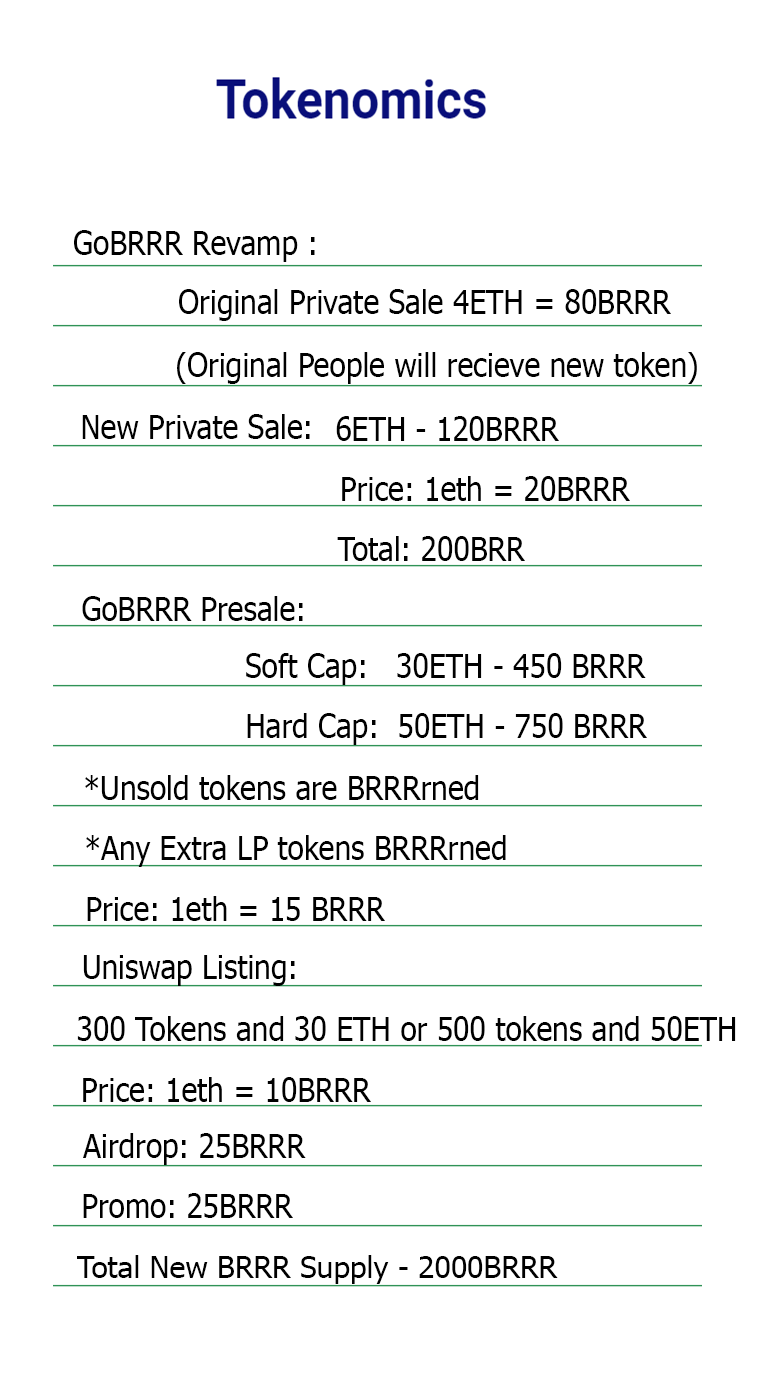 Tokenomics
GoBRRR Revamp :
Original Private Sale 4ETH = 80BRRR
(Original People will recieve new token)
New Private Sale: 6ETH - 120BRRR
Price: 1eth = 20BRRR
Total: 200BRR
GoBRRR Presale:
Soft Cap: 30ETH - 450 BRRR
Hard Cap: 50ETH - 750 BRRR
*Unsold tokens are BRRRrned
*Any Extra LP tokens BRRRrned
Price: 1eth = 15 BRRR
Uniswap Listing:
300 Tokens and 30 ETH or 500 tokens and 50ETH
Price: 1eth = 10BRRR
Airdrop: 25BRRR
Promo: 25BRRR
Total New BRRR Supply - 2000BRRR